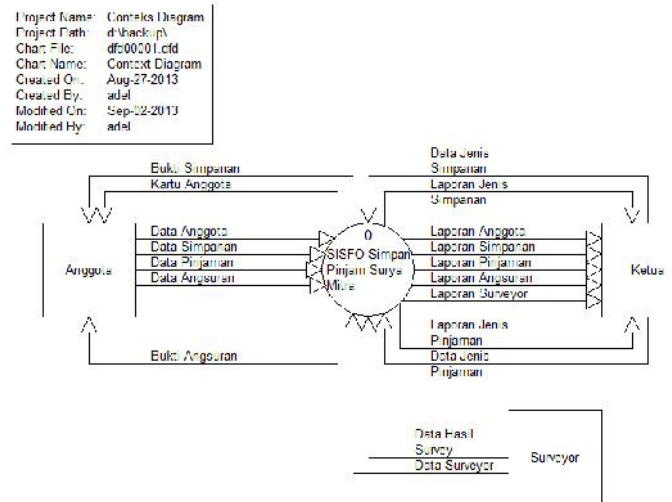 Project Name: Conteks Diagram
Project Path: d:\backup\
Chart File: dfd00001.dfd
Chart Name: Context Diagram
Created On: Aug-27-2013
Created By: adel
Modified On: Sep-02-2013
Modified By: adel
Data Jenis
Simpanan
Laporan Jenis
Simpanan
Bukti Simpanan
Kartu Anggota
Anggota
Data Anggota
Data Simpanan
Data Pinjaman
Data Angsuran
0
SISFO Simpan
Pinjam Surya
Mitra
Laporan Anggota
Laporan Simpanan
Laporan Pinjaman
Laporan Angsuran
Laporan Surveyor
Ketua
Laporan Jenis
Pinjaman
Data Jenis
Pinjaman
Bukti Angsuran
Data Hasil
Survey
Data Surveyor
Surveyor